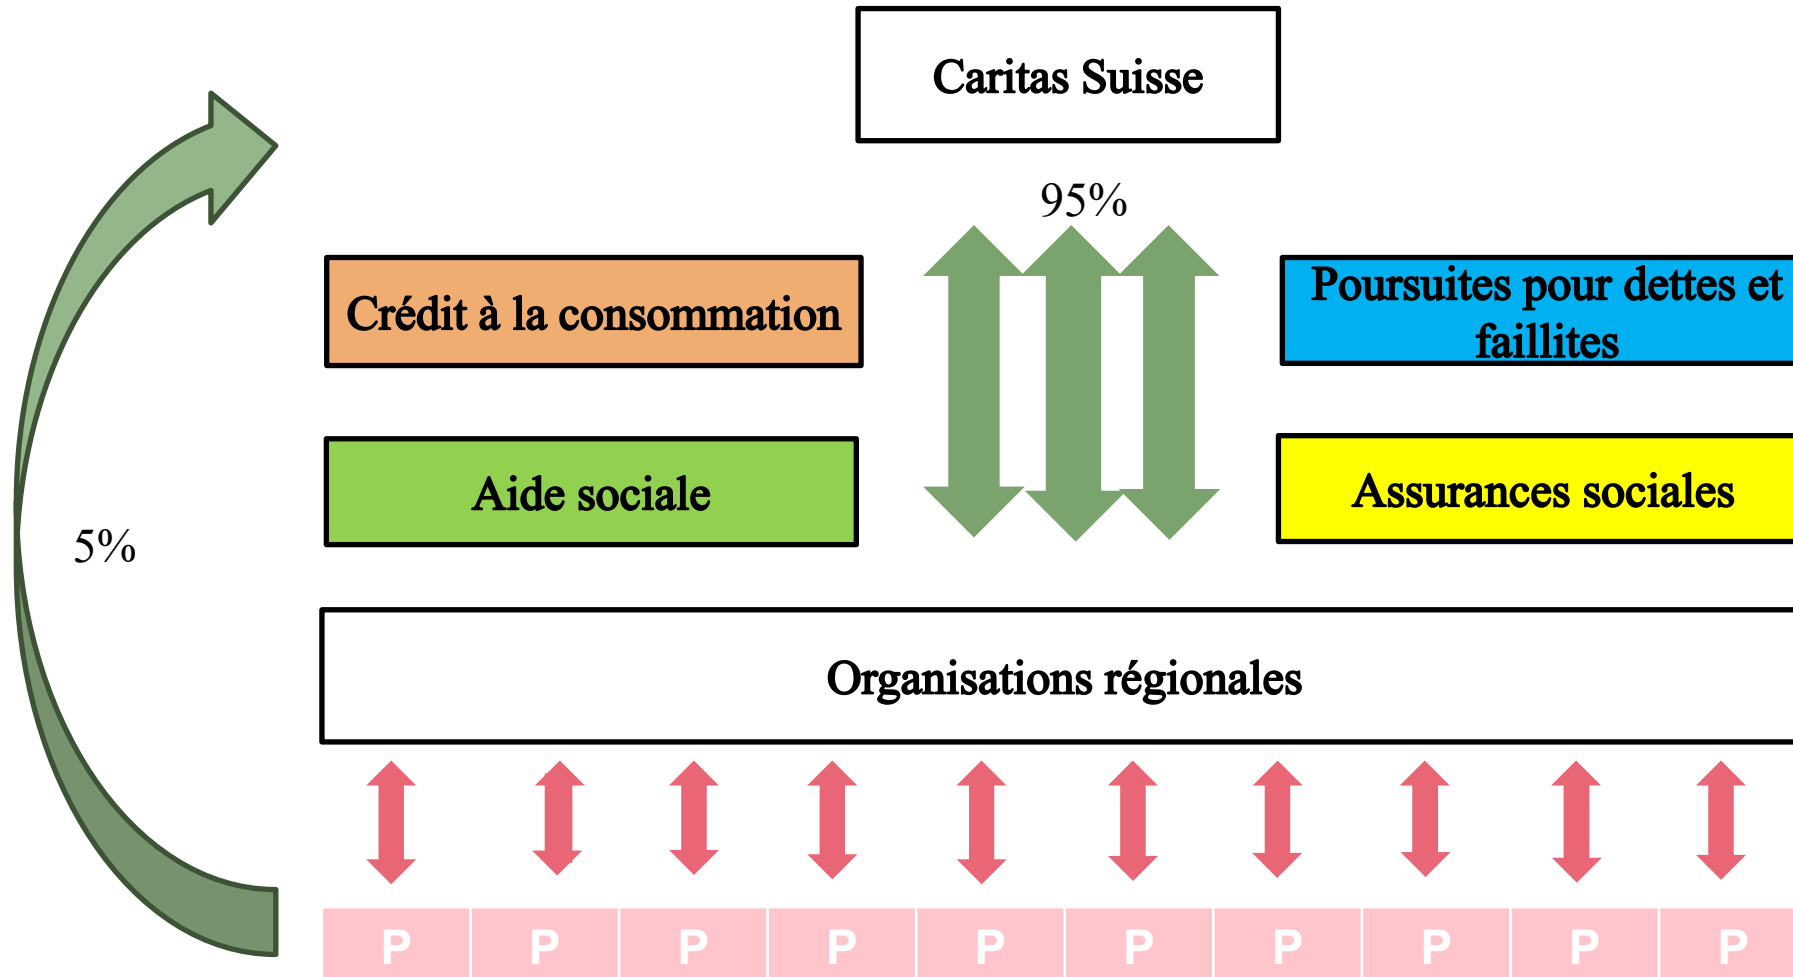 Caritas Suisse
95%
Crédit à la consommation
Poursuites pour dettes et
faillites
Aide sociale
Assurances sociales
5%
Organisations régionales
P P P P P P P P P P